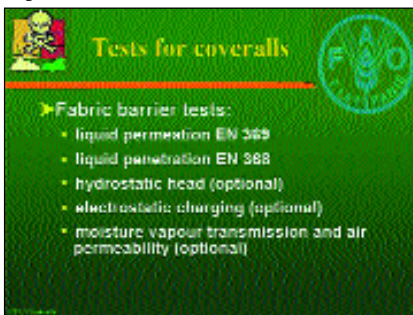 Tests for coveralls
FAO
Fabric barrier tests:
liquid permeation EN 369
liquid penetration EN 368
hydrostatic head (optional)
electrostatic charging (optional)
moisture vapour transmission and air
permeability (optional)